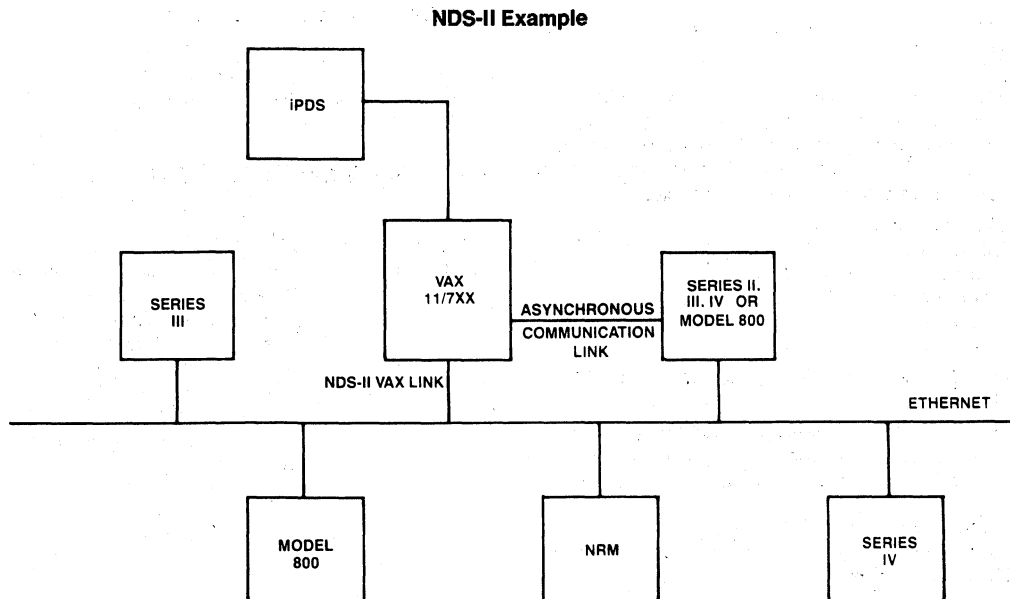 NDS-II Example
iPDS
SERIES
III
VAX
11/7XX
ASYNCHRONOUS
COMMUNICATION
LINK
SERIES II.
III. IV OR
MODEL 800
NDS-II VAX LINK
ETHERNET
MODEL
800
NRM
SERIES
IV